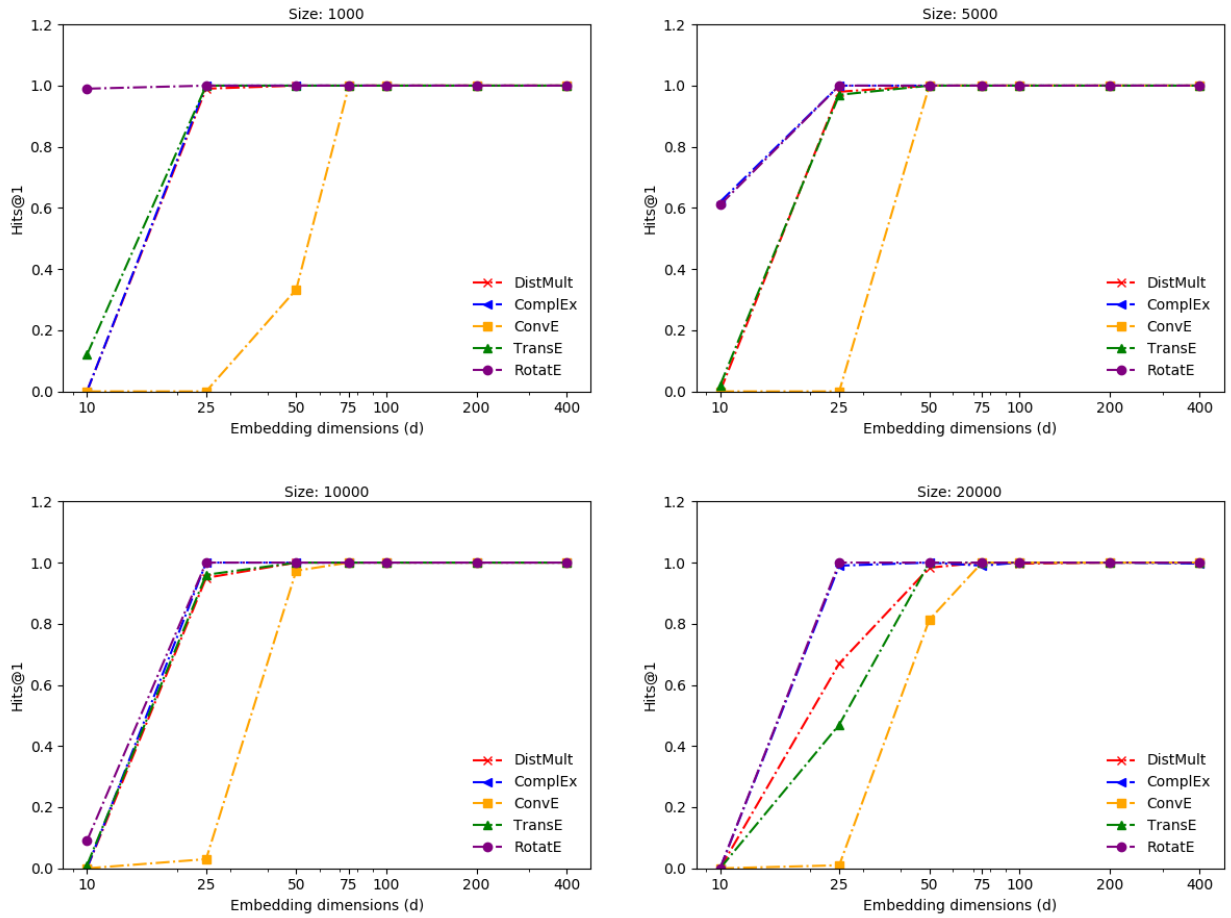 Size: 1000
1.2
1.0
0.8
0.6
0.4
0.2
0.0
Hits@1
DistMult
ComplEx
ConvE
TransE
RotatE
10 25 50 75 100 200 400
Embedding dimensions (d)
Size: 5000
1.2
1.0
0.8
0.6
0.4
0.2
0.0
Hits@1
DistMult
ComplEx
ConvE
TransE
RotatE
10 25 50 75 100 200 400
Embedding dimensions (d)
Size: 10000
1.2
1.0
0.8
0.6
0.4
0.2
0.0
Hits@1
DistMult
ComplEx
ConvE
TransE
RotatE
10 25 50 75 100 200 400
Embedding dimensions (d)
Size: 20000
1.2
1.0
0.8
0.6
0.4
0.2
0.0
Hits@1
DistMult
ComplEx
ConvE
TransE
RotatE
10 25 50 75 100 200 400
Embedding dimensions (d)